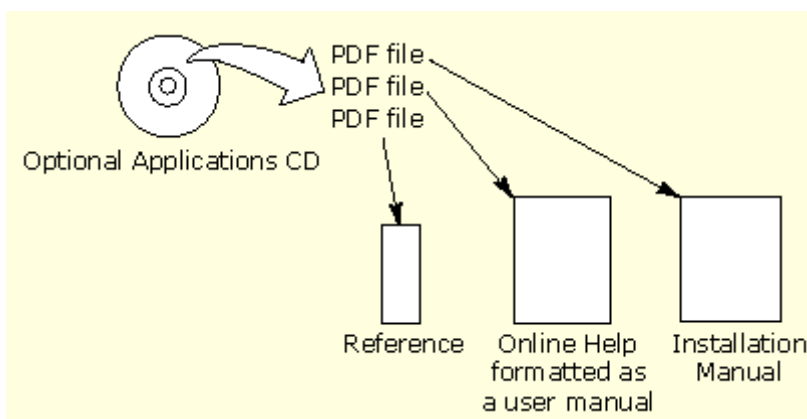 PDF file
PDF file
PDF file
Optional Applications CD
Reference
Online Help
formatted as
a user manual
Installation
Manual